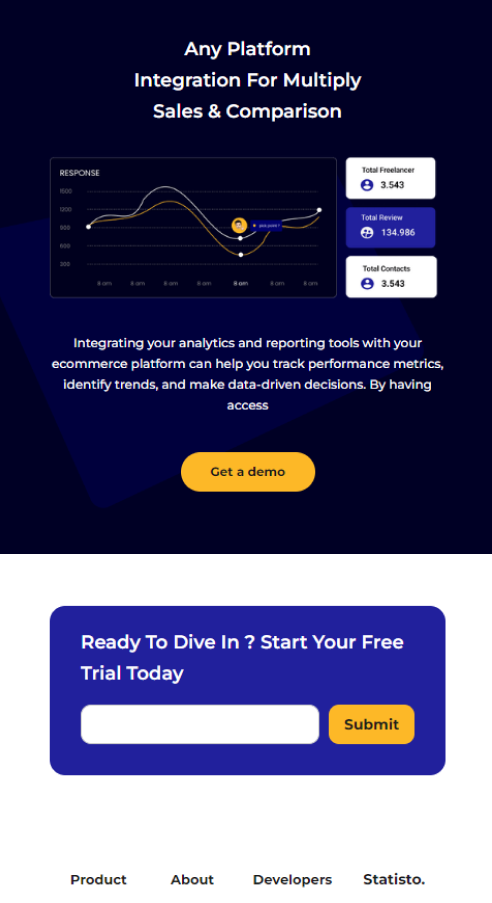 Any Platform
Integration For Multiply
Sales & Comparison
RESPONSE
1500
1200
900
600
300
8 am 8 am 8 am 8 am 8 am 8 am 8 am
Total Freelancer
3.543
Total Review
134.986
Total Contacts
3.543
Integrating your analytics and reporting tools with your
ecommerce platform can help you track performance metrics,
identify trends, and make data-driven decisions. By having
access
Get a demo
Ready To Dive In ? Start Your Free
Trial Today
Submit
Product About Developers Statisto.